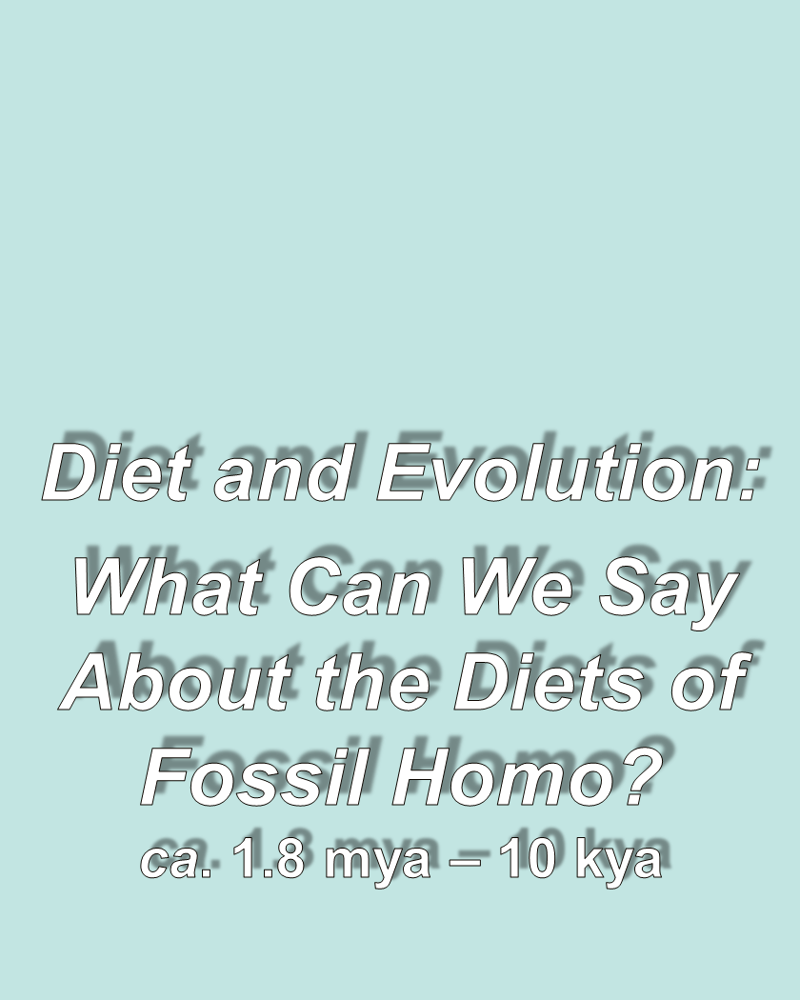 Diet and Evolution:
What Can We Say
About the Diets of
Fossil Homo?
ca. 1.8 mya – 10 kya